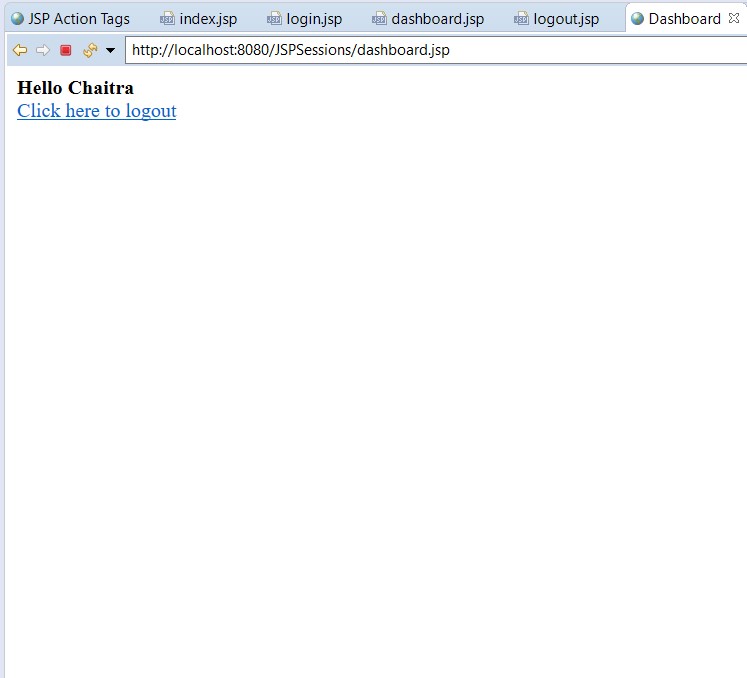 JSP Action Tags index.jsp login.jsp dashboard.jsp logout.jsp Dashboard
http://localhost:8080/JSPSessions/dashboard.jsp
Hello Chaitra
Click here to logout